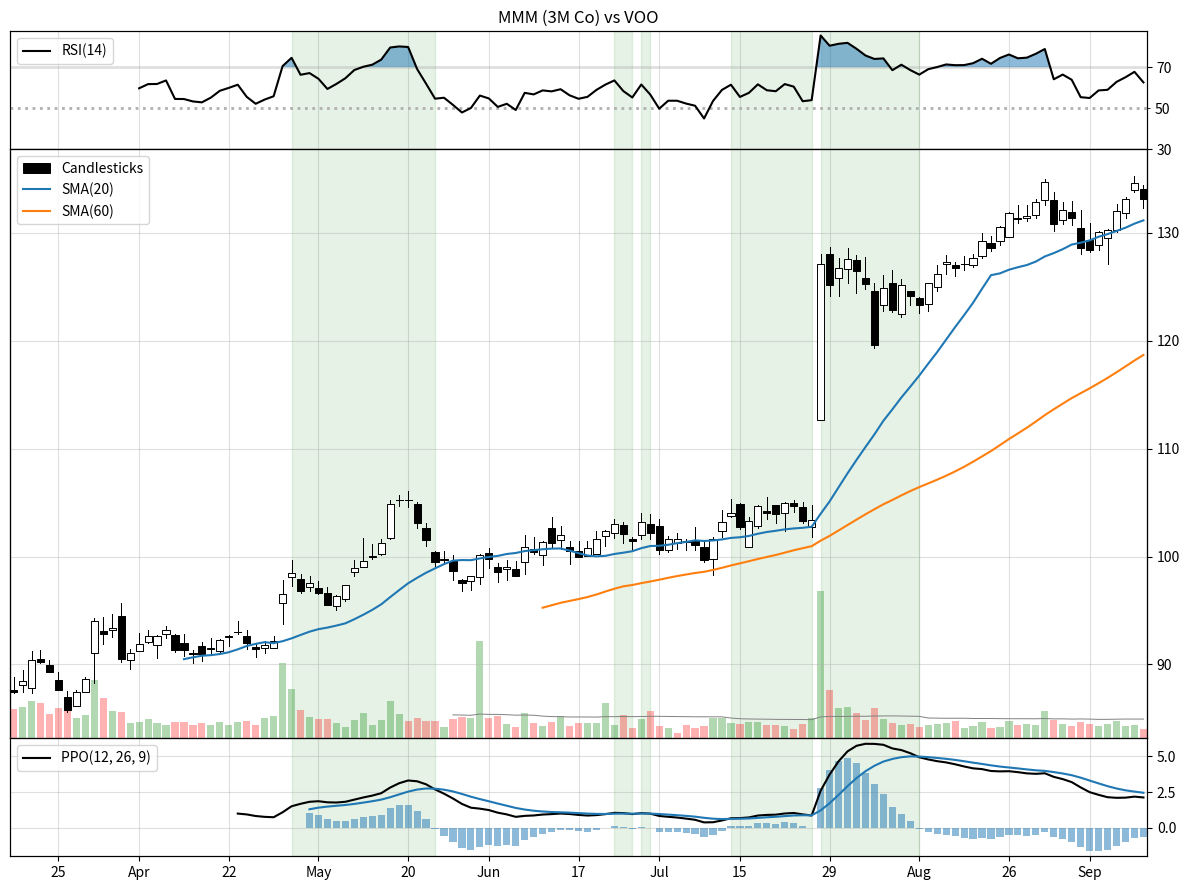 MMM (3M Co) vs VOO
RSI(14)
70
50
30
Candlesticks
SMA(20)
SMA(60)
130
120
110
100
90
PPO(12, 26, 9)
5.0
2.5
0.0
25 Apr 22 May 20 Jun 17 Jul 15 29 Aug 26 Sep